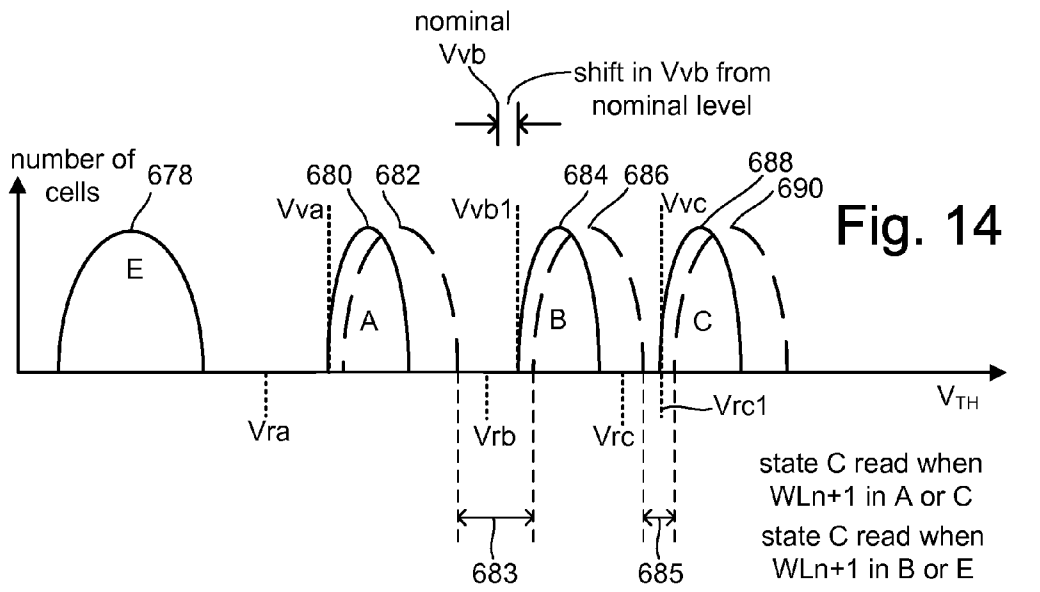 nominal
Vvb
shift in Vvb from
nominal level
number of
cells
678
680
682
684
686
688
690
Vva
Vvb1
Vvc
Fig. 14
E
A
B
C
VTH
Vra
Vrb
Vrc
Vrc1
state C read when
WLn+1 in A or C
state C read when
WLn+1 in B or E
683
685